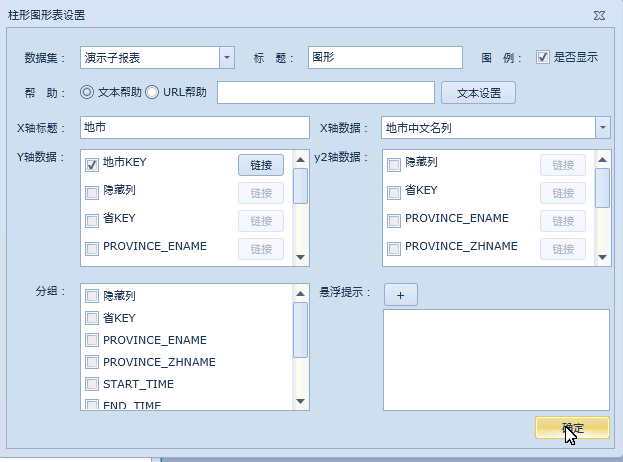 柱形图形表设置
数据集： 演示子报表 标 题： 图形 图 例： 是否显示
帮 助： 文本帮助 URL帮助 文本设置
X轴标题： 地市 X轴数据： 地市中文名列
Y轴数据： 地市KEY 链接 y2轴数据： 隐藏列 链接
隐藏列 链接 省KEY 链接
省KEY 链接 PROVINCE_ENAME 链接
PROVINCE_ENAME 链接 PROVINCE_ZHNAME 链接
分组： 隐藏列 悬浮提示： +
省KEY
PROVINCE_ENAME
PROVINCE_ZHNAME
START_TIME
END_TIME
确定